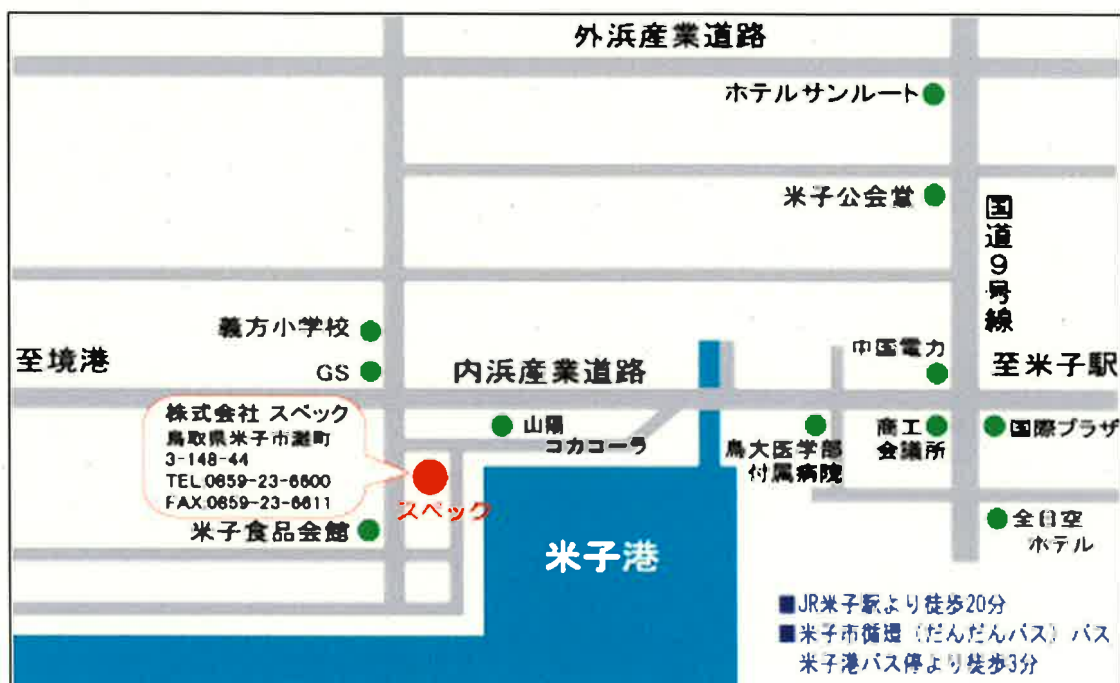 外浜産業道路
ホテルサンルート
米子公会堂
国道9号線
義方小学校
中国電力
至境港
GS
内浜産業道路
至米子駅
株式会社 スペック
鳥取県米子市灘町
3-148-44
TEL 0859-23-6600
FAX 0859-23-6611
山陽
コカコーラ
鳥大医学部
付属病院
商工
会議所
国際プラザ
スペック
米子食品会館
全日空
ホテル
米子港
■JR米子駅より徒歩20分
■米子市循環（だんだんバス）バス
米子港バス停より徒歩3分